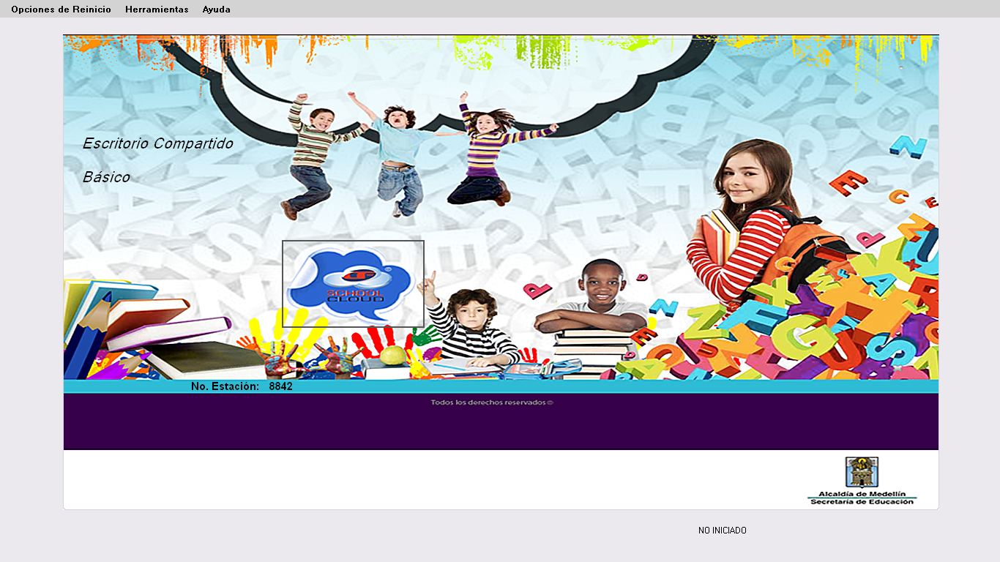 Opciones de Reinicio Herramientas Ayuda
Escritorio Compartido
Básico
SCHOOL
CLOUD
No. Estación: 8842
Todos los derechos reservados ©
Alcaldía de Medellín
Secretaría de Educación
NO INICIADO